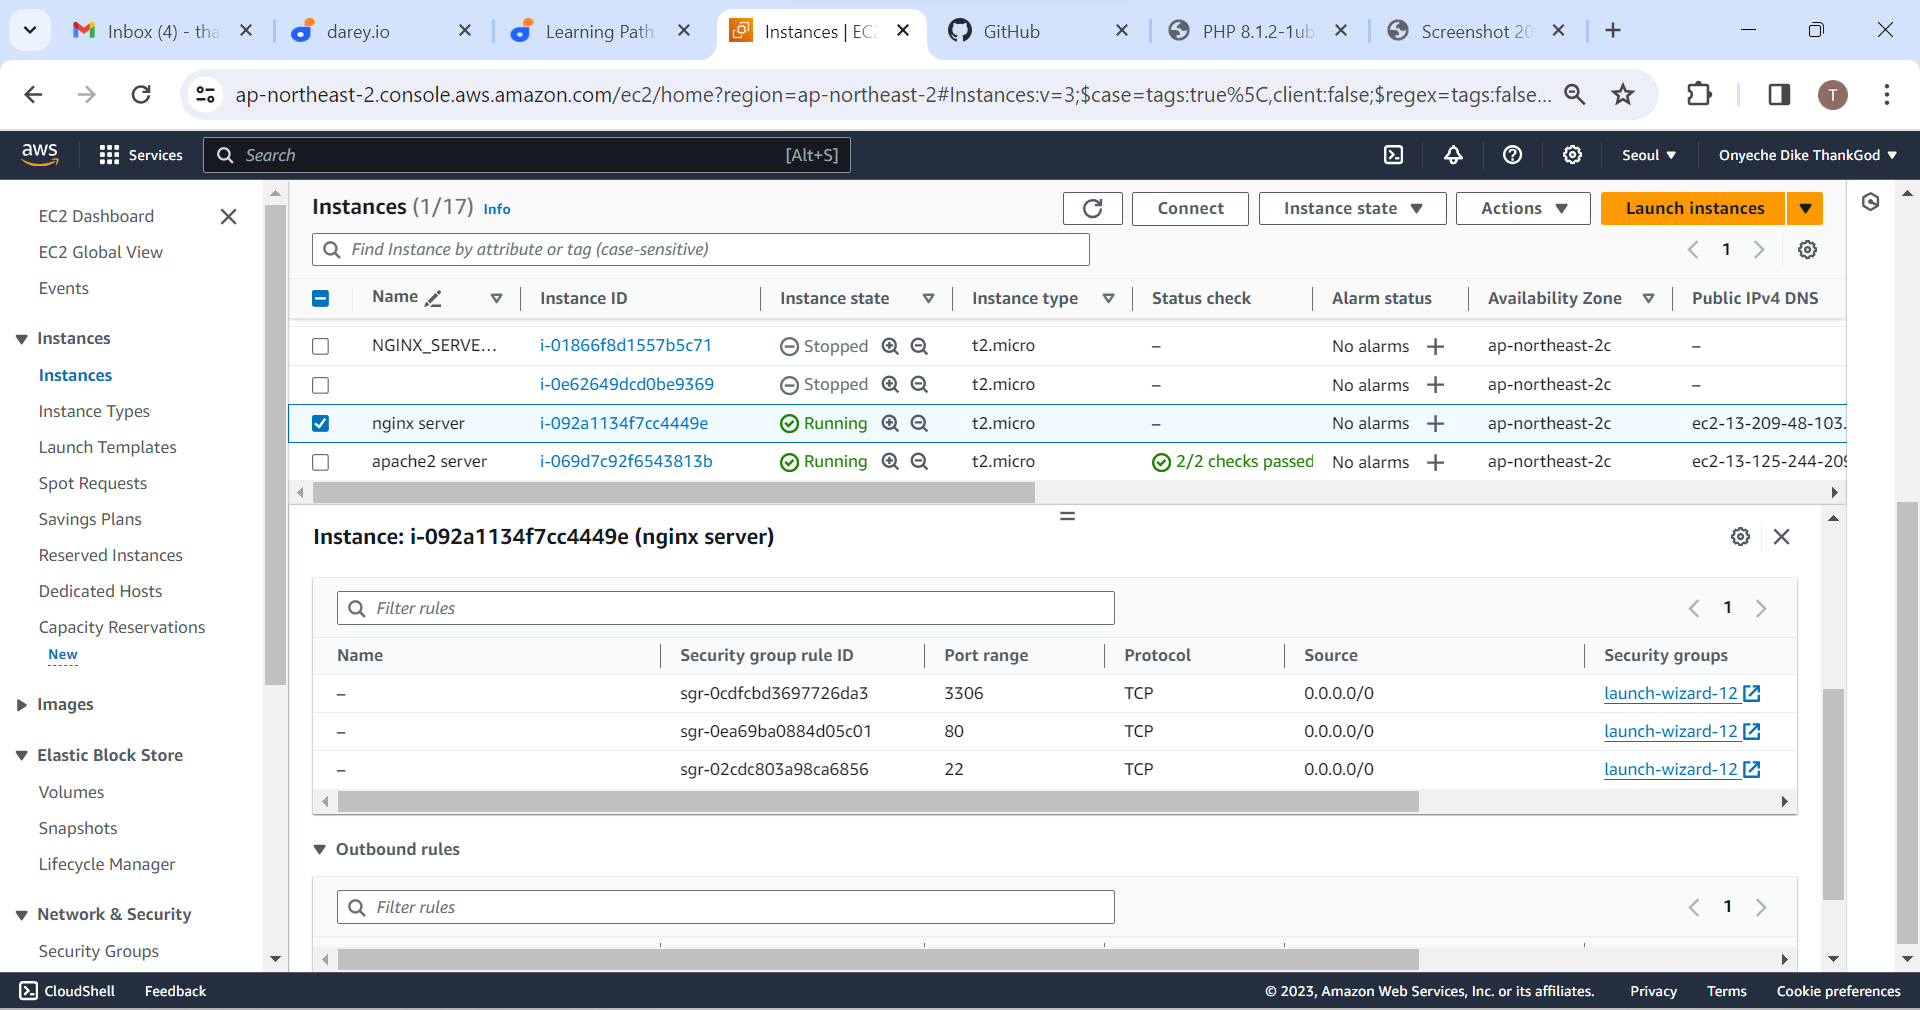 Inbox (4) - tha
darey.io
Learning Path
Instances | EC2
GitHub
PHP 8.1.2-1ub
Screenshot 20
ap-northeast-2.console.aws.amazon.com/ec2/home?region=ap-northeast-2#Instances:v=3;$case=tags:true%5C,client:false;$regex=tags:false...
T
aws
Services
Search
[Alt+S]
Seoul
Onyeche Dike ThankGod
EC2 Dashboard
EC2 Global View
Events
Instances
Instances
Instance Types
Launch Templates
Spot Requests
Savings Plans
Reserved Instances
Dedicated Hosts
Capacity Reservations
New
Images
Elastic Block Store
Volumes
Snapshots
Lifecycle Manager
Network & Security
Security Groups
Instances (1/17) Info
Connect
Instance state
Actions
Launch instances
Find Instance by attribute or tag (case-sensitive)
1
Name Instance ID Instance state Instance type Status check Alarm status Availability Zone Public IPv4 DNS
NGINX_SERVE... i-01866f8d1557b5c71 Stopped t2.micro – No alarms + ap-northeast-2c –
i-0e62649dcd0be9369 Stopped t2.micro – No alarms + ap-northeast-2c –
nginx server i-092a1134f7cc4449e Running t2.micro – No alarms + ap-northeast-2c ec2-13-209-48-103.
apache2 server i-069d7c92f6543813b Running t2.micro 2/2 checks passed No alarms + ap-northeast-2c ec2-13-125-244-209
Instance: i-092a1134f7cc4449e (nginx server)
Filter rules
1
Name Security group rule ID Port range Protocol Source Security groups
– sgr-0cdfcbd3697726da3 3306 TCP 0.0.0.0/0 launch-wizard-12
– sgr-0ea69ba0884d05c01 80 TCP 0.0.0.0/0 launch-wizard-12
– sgr-02cdc803a98ca6856 22 TCP 0.0.0.0/0 launch-wizard-12
Outbound rules
Filter rules
1
CloudShell
Feedback
© 2023, Amazon Web Services, Inc. or its affiliates.
Privacy
Terms
Cookie preferences